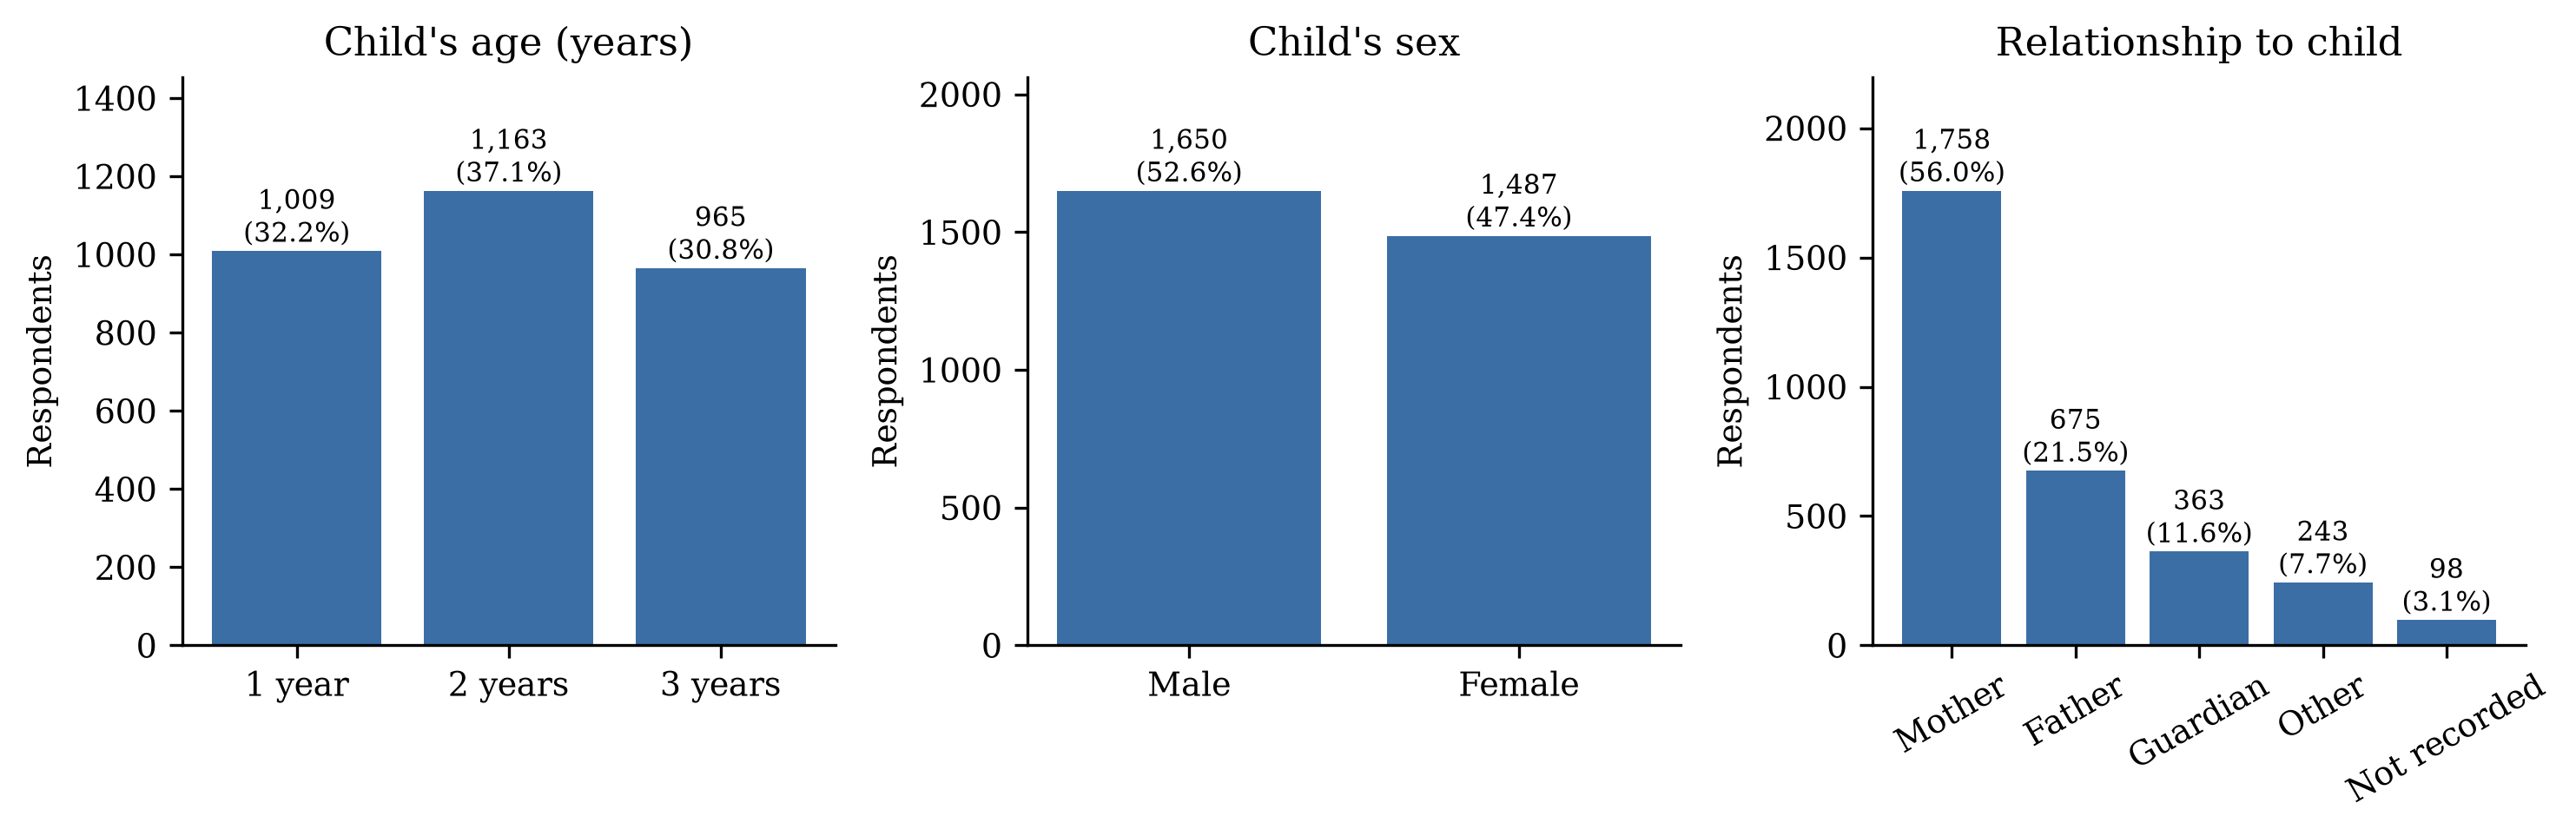 Child's age (years)
Respondents
1400
1200
1000
800
600
400
200
0
1,009
(32.2%)
1,163
(37.1%)
965
(30.8%)
1 year
2 years
3 years
Child's sex
Respondents
2000
1500
1000
500
0
1,650
(52.6%)
1,487
(47.4%)
Male
Female
Relationship to child
Respondents
2000
1500
1000
500
0
1,758
(56.0%)
675
(21.5%)
363
(11.6%)
243
(7.7%)
98
(3.1%)
Mother
Father
Guardian
Other
Not recorded